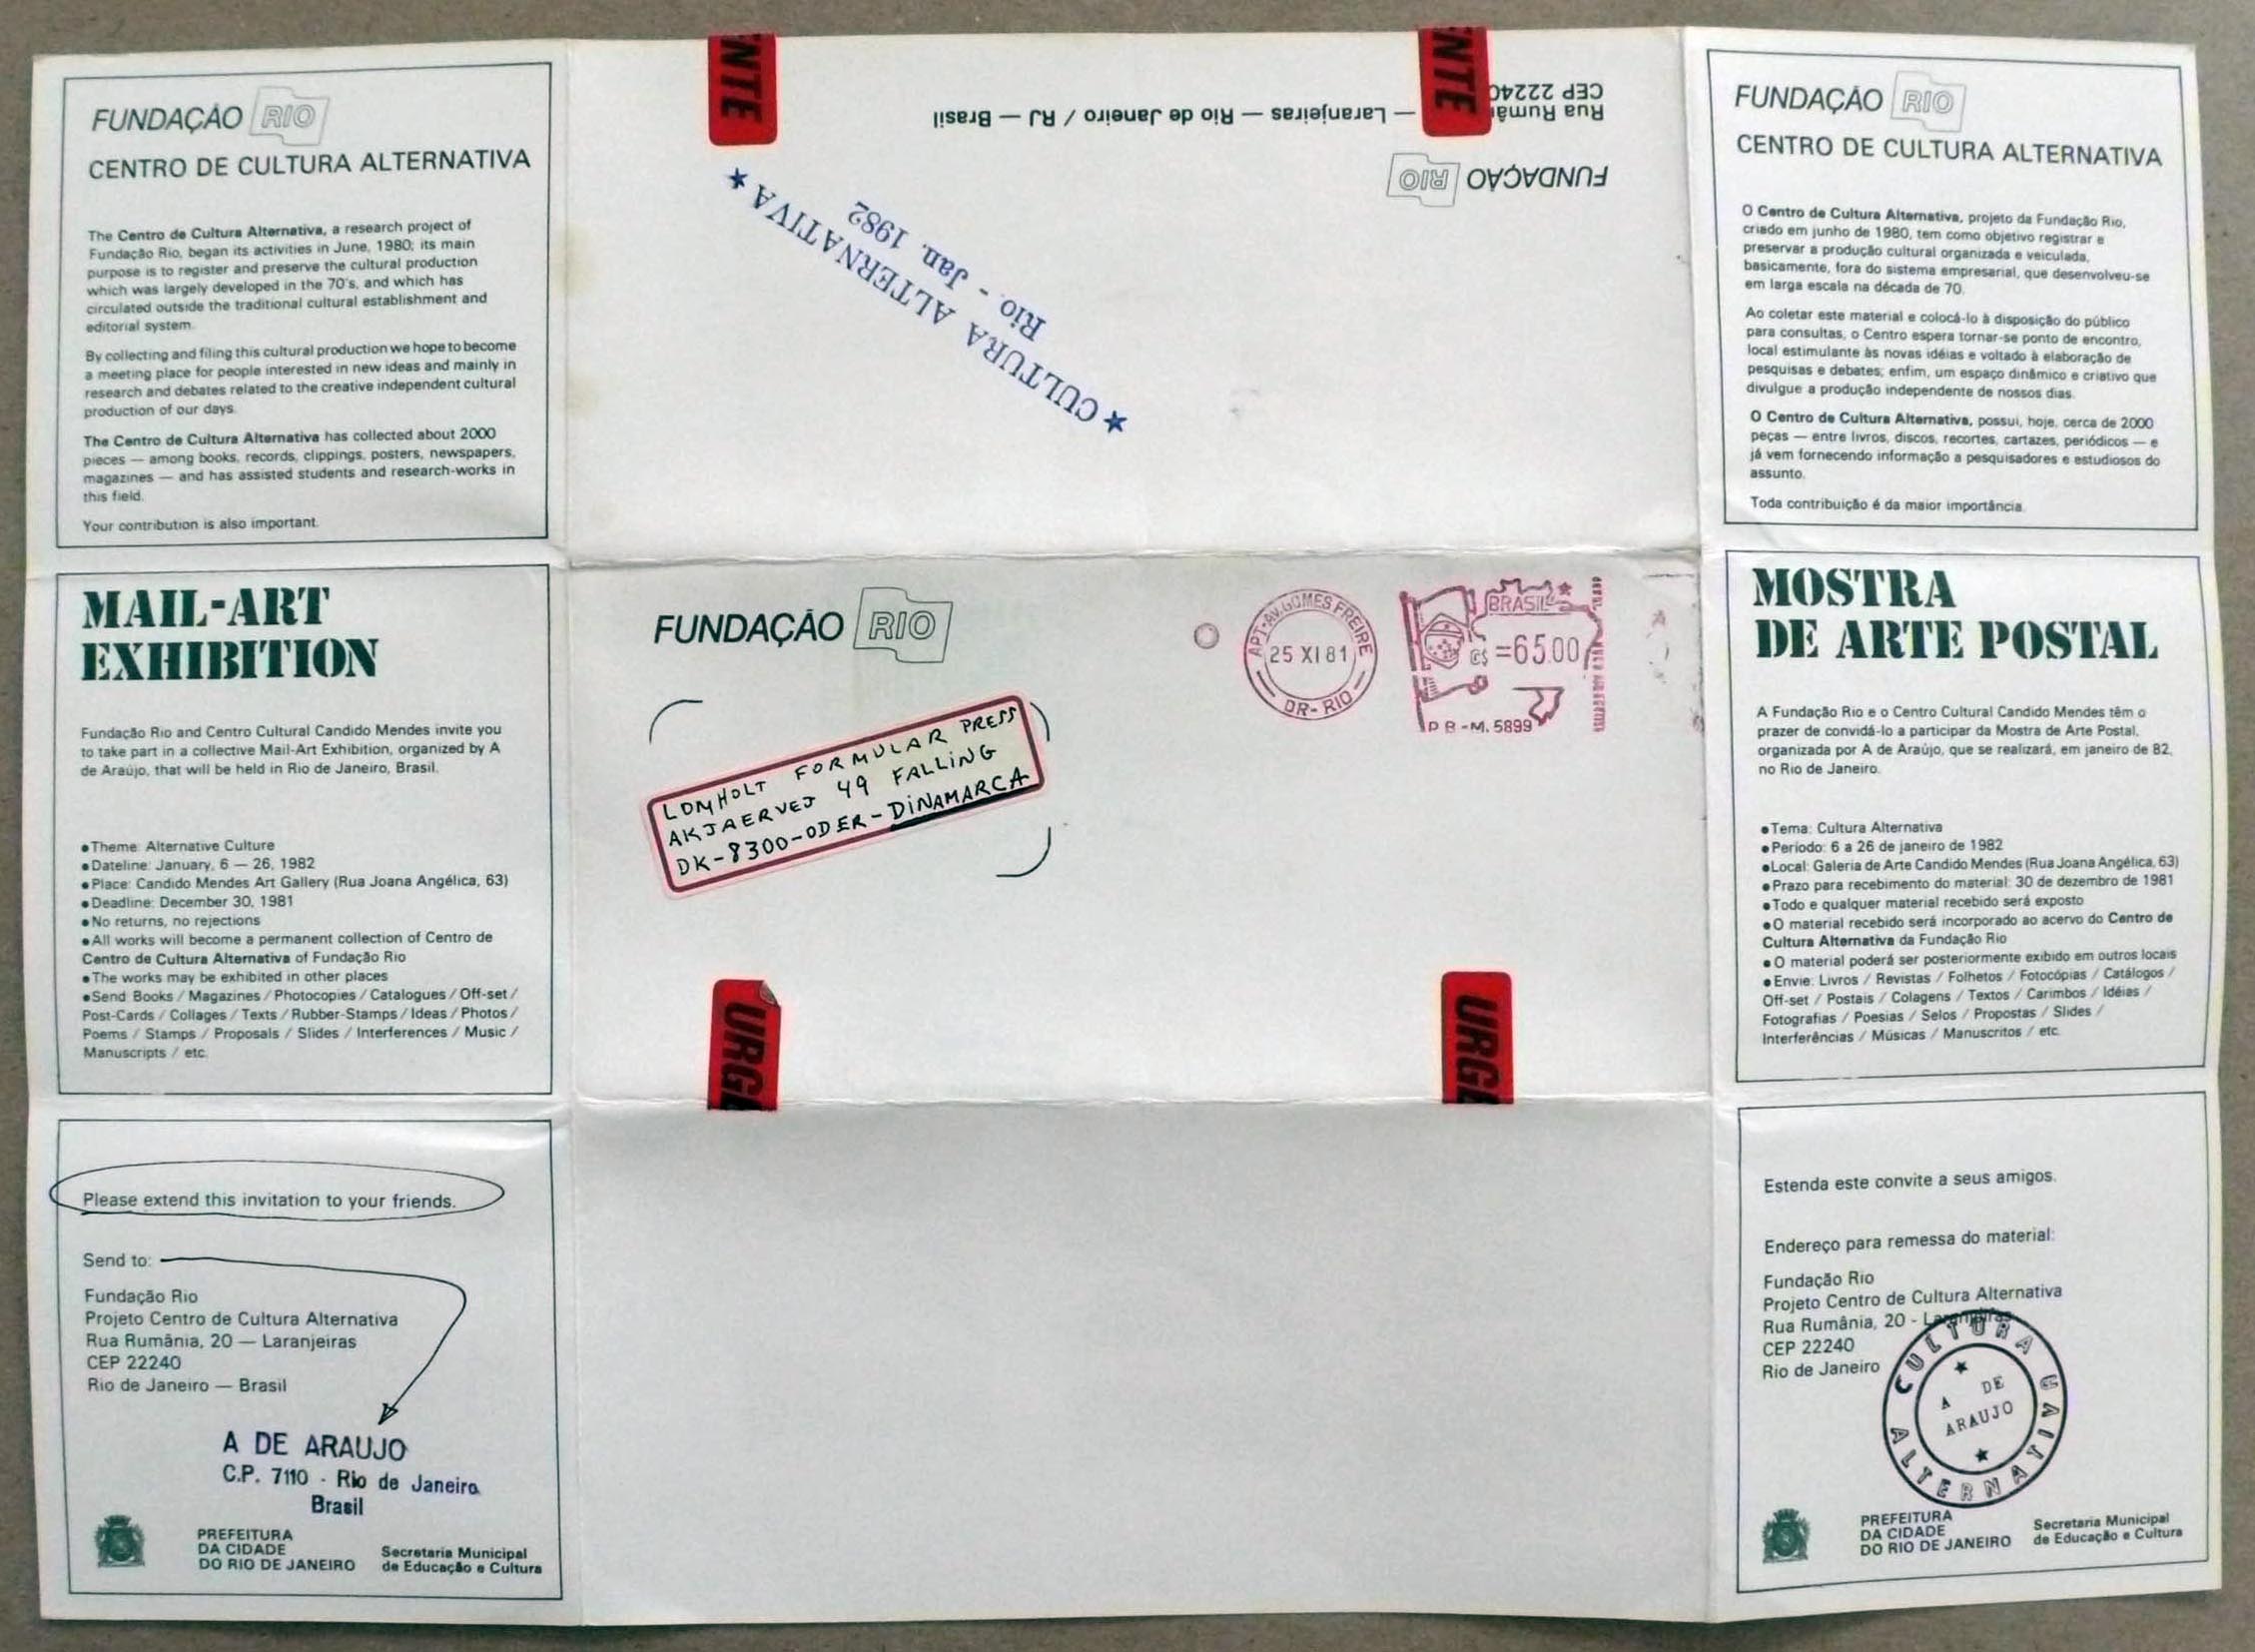 FUNDAÇÃO RIO
CENTRO DE CULTURA ALTERNATIVA
The Centro de Cultura Alternativa, a research project of
Fundação Rio, began its activities in June, 1980; its main
purpose is to register and preserve the cultural production
which was largely developed in the 70's, and which has
circulated outside the traditional cultural establishment and
editorial system.
By collecting and filing this cultural production we hope to become
a meeting place for people interested in new ideas and mainly in
research and debates related to the creative independent cultural
production of our days.
The Centro de Cultura Alternativa has collected about 2000
pieces — among books, records, clippings, posters, newspapers,
magazines — and has assisted students and research-works in
this field.
Your contribution is also important.
MAIL-ART
EXHIBITION
Fundação Rio and Centro Cultural Candido Mendes invite you
to take part in a collective Mail-Art Exhibition, organized by A
de Araújo, that will be held in Rio de Janeiro, Brasil.
● Theme: Alternative Culture
● Dateline: January, 6 — 26, 1982
● Place: Candido Mendes Art Gallery (Rua Joana Angélica, 63)
● Deadline: December 30, 1981
● No returns, no rejections
● All works will become a permanent collection of Centro de
Centro de Cultura Alternativa of Fundação Rio
● The works may be exhibited in other places
● Send: Books / Magazines / Photocopies / Catalogues / Off-set /
Post-Cards / Collages / Texts / Rubber-Stamps / Ideas / Photos /
Poems / Stamps / Proposals / Slides / Interferences / Music /
Manuscripts / etc.
Please extend this invitation to your friends.
Send to:
Fundação Rio
Projeto Centro de Cultura Alternativa
Rua Rumânia, 20 — Laranjeiras
CEP 22240
Rio de Janeiro — Brasil
A DE ARAUJO
C.P. 7110 - Rio de Janeiro
Brasil
PREFEITURA
DA CIDADE
DO RIO DE JANEIRO
Secretaria Municipal
de Educação e Cultura
ENTE
ENTE
FUNDAÇÃO RIO
Rua Rumâ — Laranjeiras — Rio de Janeiro / RJ — Brasil
CEP 22240
★ CULTURA ALTERNATIVA ★
Rio. - Jan. 1982
FUNDAÇÃO RIO
APT-AV.GOMES FREIRE
25 XI 81
DR-RIO
BRASIL
C$ =65.00
P B -M. 5899
LOMHOLT FORMULAR PRESS
AKJAERVEJ 49 FALLING
DK-8300-ODER-DINAMARCA
URGE
URGE
FUNDAÇÃO RIO
CENTRO DE CULTURA ALTERNATIVA
O Centro de Cultura Alternativa, projeto da Fundação Rio,
criado em junho de 1980, tem como objetivo registrar e
preservar a produção cultural organizada e veiculada,
basicamente, fora do sistema empresarial, que desenvolveu-se
em larga escala na década de 70.
Ao coletar este material e colocá-lo à disposição do público
para consultas, o Centro espera tornar-se ponto de encontro,
local estimulante às novas idéias e voltado à elaboração de
pesquisas e debates; enfim, um espaço dinâmico e criativo que
divulgue a produção independente de nossos dias.
O Centro de Cultura Alternativa, possui, hoje, cerca de 2000
peças — entre livros, discos, recortes, cartazes, periódicos — e
já vem fornecendo informação a pesquisadores e estudiosos do
assunto.
Toda contribuição é da maior importância.
MOSTRA
DE ARTE POSTAL
A Fundação Rio e o Centro Cultural Candido Mendes têm o
prazer de convidá-lo a participar da Mostra de Arte Postal,
organizada por A de Araújo, que se realizará, em janeiro de 82,
no Rio de Janeiro.
● Tema: Cultura Alternativa
● Período: 6 a 26 de janeiro de 1982
● Local: Galeria de Arte Candido Mendes (Rua Joana Angélica, 63)
● Prazo para recebimento do material: 30 de dezembro de 1981
● Todo e qualquer material recebido será exposto
● O material recebido será incorporado ao acervo do Centro de
Cultura Alternativa da Fundação Rio
● O material poderá ser posteriormente exibido em outros locais
● Envie: Livros / Revistas / Folhetos / Fotocópias / Catálogos /
Off-set / Postais / Colagens / Textos / Carimbos / Idéias /
Fotografias / Poesias / Selos / Propostas / Slides /
Interferências / Músicas / Manuscritos / etc.
Estenda este convite a seus amigos.
Endereço para remessa do material:
Fundação Rio
Projeto Centro de Cultura Alternativa
Rua Rumânia, 20 - Laranjeiras
CEP 22240
Rio de Janeiro
CULTURA ALTERNATIVA
A DE
ARAUJO
PREFEITURA
DA CIDADE
DO RIO DE JANEIRO
Secretaria Municipal
de Educação e Cultura